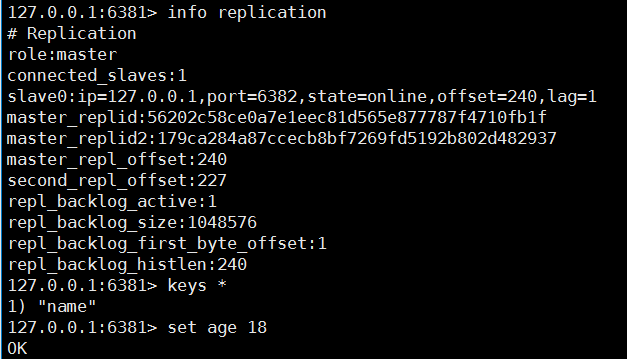 127.0.0.1:6381> info replication
# Replication
role:master
connected_slaves:1
slave0:ip=127.0.0.1,port=6382,state=online,offset=240,lag=1
master_replid:56202c58ce0a7e1eec81d565e877787f4710fb1f
master_replid2:179ca284a87ccecb8bf7269fd5192b802d482937
master_repl_offset:240
second_repl_offset:227
repl_backlog_active:1
repl_backlog_size:1048576
repl_backlog_first_byte_offset:1
repl_backlog_histlen:240
127.0.0.1:6381> keys *
1) "name"
127.0.0.1:6381> set age 18
OK